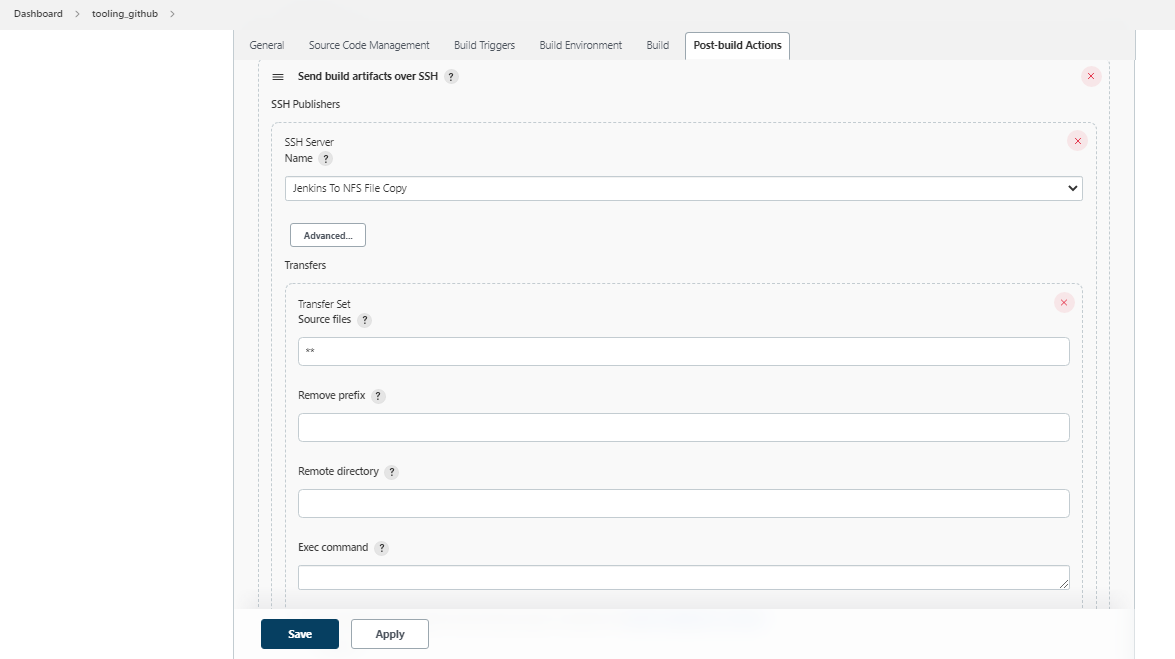 Dashboard > tooling_github >
General Source Code Management Build Triggers Build Environment Build Post-build Actions
Send build artifacts over SSH ?
SSH Publishers
SSH Server
Name ?
Jenkins To NFS File Copy
Advanced...
Transfers
Transfer Set
Source files ?
**
Remove prefix ?
Remote directory ?
Exec command ?
Save Apply